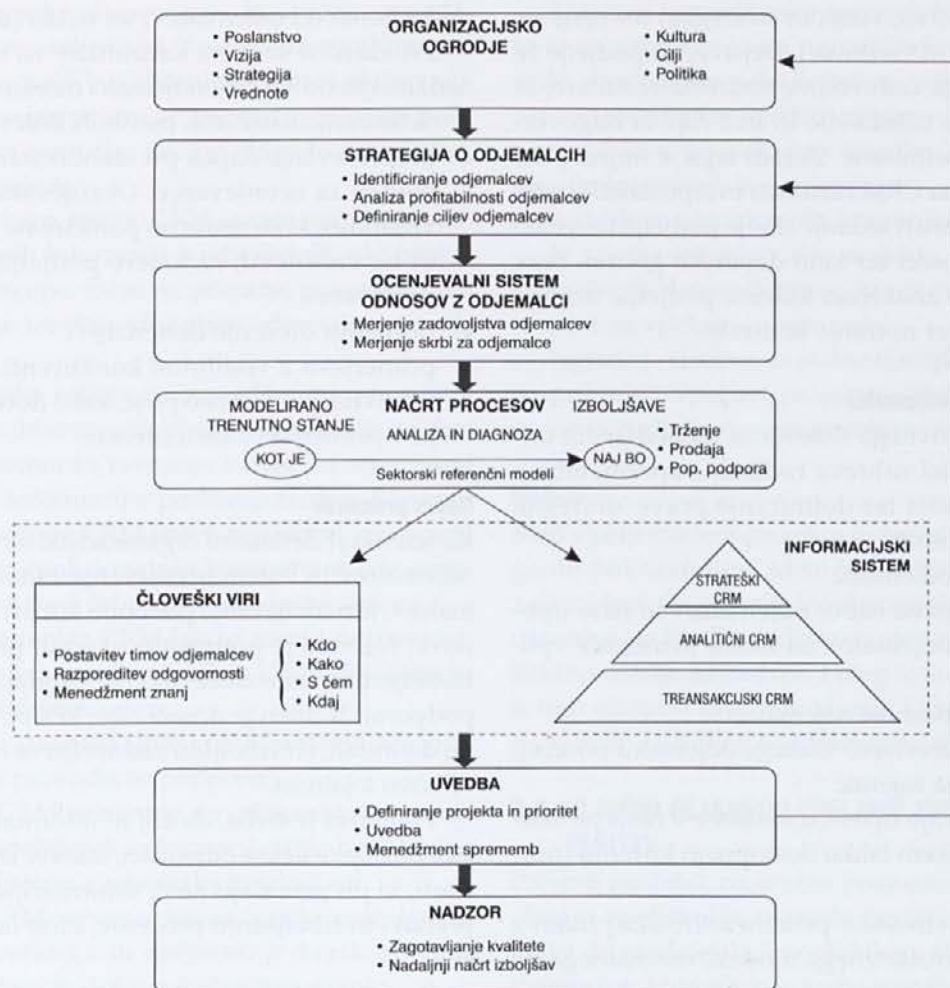 ORGANIZACIJSKO
OGRODJE
• Poslanstvo
• Vizija
• Strategija
• Vrednote
• Kultura
• Cilji
• Politika
STRATEGIJA O ODJEMALCIH
• Identificiranje odjemalcev
• Analiza profitabilnosti odjemalcev
• Definiranje ciljev odjemalcev
OCENJEVALNI SISTEM
ODNOSOV Z ODJEMALCI
• Merjenje zadovoljstva odjemalcev
• Merjenje skrbi za odjemalce
NAČRT PROCESOV
MODELIRANO
TRENUTNO STANJE
ANALIZA IN DIAGNOZA
IZBOLJŠAVE
KOT JE
NAJ BO
Sektorski referenčni modeli
• Trženje
• Prodaja
• Pop. podpora
ČLOVEŠKI VIRI
• Postavitev timov odjemalcev
• Razporeditev odgovornosti
• Menedžment znanj
• Kdo
• Kako
• S čem
• Kdaj
INFORMACIJSKI
SISTEM
STRATEŠKI
CRM
ANALITIČNI CRM
TRENSAKCIJSKI CRM
UVEDBA
• Definiranje projekta in prioritet
• Uvedba
• Menedžment sprememb
NADZOR
• Zagotavljanje kvalitete
• Nadaljnji načrt izboljšav